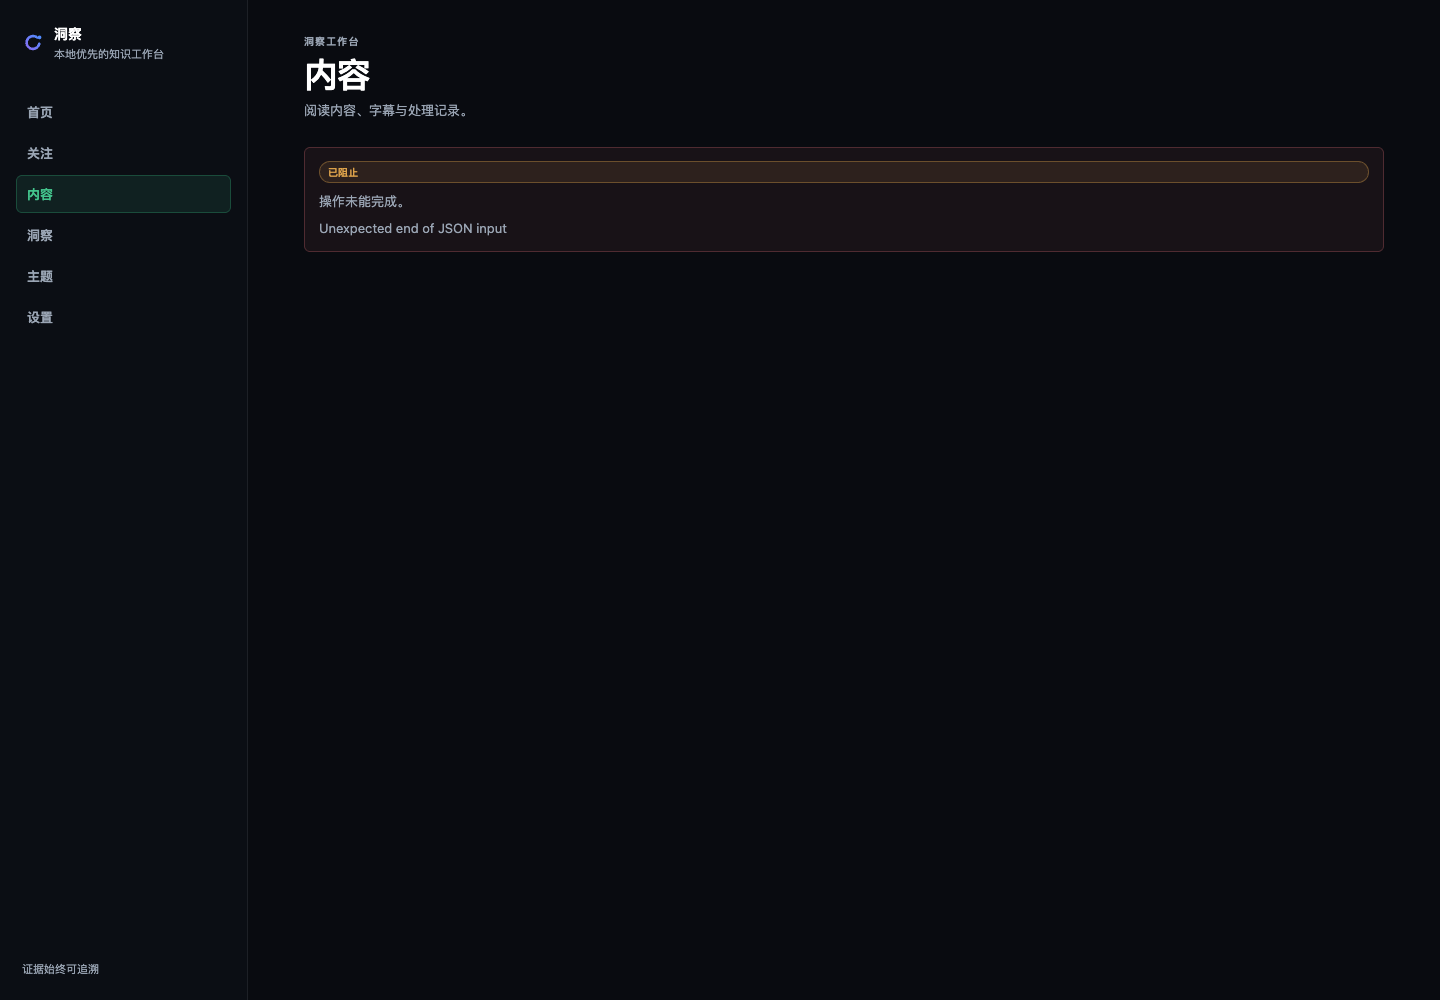 洞察
本地优先的知识工作台
首页
关注
内容
洞察
主题
设置
证据始终可追溯
洞察工作台
内容
阅读内容、字幕与处理记录。
已阻止
操作未能完成。
Unexpected end of JSON input